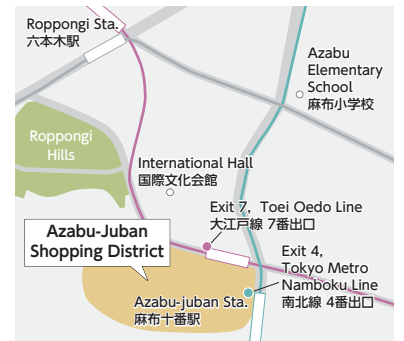 Roppongi Sta.
六本木駅
Azabu
Elementary
School
麻布小学校
Roppongi
Hills
International Hall
国際文化会館
Exit 7, Toei Oedo Line
大江戸線 7番出口
Azabu-Juban
Shopping District
Exit 4,
Tokyo Metro
Namboku Line
南北線 4番出口
Azabu-juban Sta.
麻布十番駅